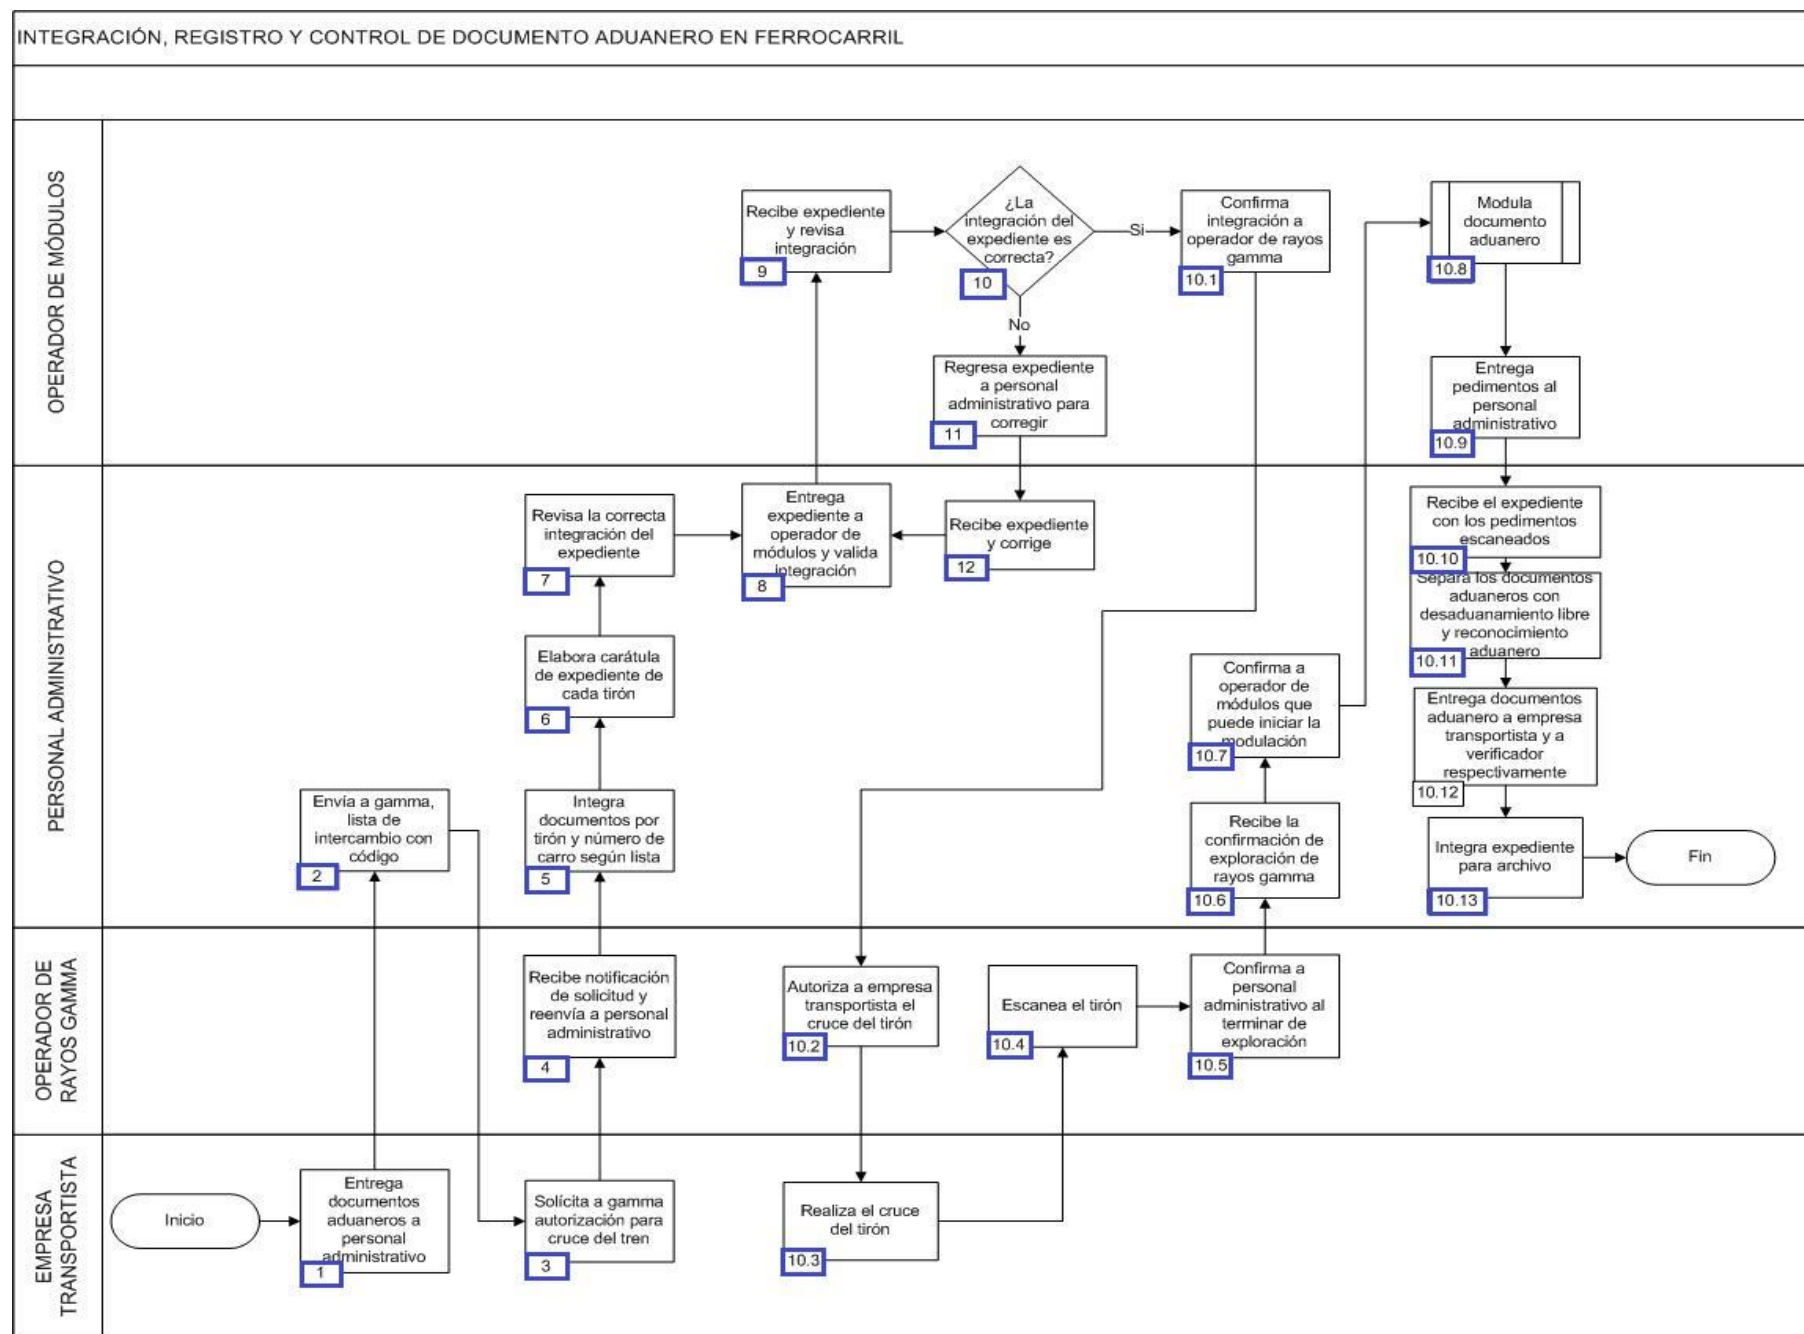 INTEGRACIÓN, REGISTRO Y CONTROL DE DOCUMENTO ADUANERO EN FERROCARRIL
OPERADOR DE MÓDULOS
Recibe expediente
y revisa
integración
9
¿La
integración del
expediente es
correcta?
10
Si
Confirma
integración a
operador de rayos
gamma
10.1
No
Regresa expediente
a personal
administrativo para
corregir
11
Modula
documento
aduanero
10.8
Entrega
pedimentos al
personal
administrativo
10.9
PERSONAL ADMINISTRATIVO
Envía a gamma,
lista de
intercambio con
código
2
Revisa la correcta
integración del
expediente
7
Elabora carátula
de expediente de
cada tirón
6
Integra
documentos por
tirón y número de
carro según lista
5
Entrega
expediente a
operador de
módulos y valida
integración
8
Recibe expediente
y corrige
12
Confirma a
operador de
módulos que
puede iniciar la
modulación
10.7
Recibe la
confirmación de
exploración de
rayos gamma
10.6
Recibe el expediente
con los pedimentos
escaneados
10.10
Separa los documentos
aduaneros con
desaduanamiento libre
y reconocimiento
aduanero
10.11
Entrega documentos
aduanero a empresa
transportista y a
verificador
respectivamente
10.12
Integra expediente
para archivo
10.13
Fin
OPERADOR DE
RAYOS GAMMA
Recibe notificación
de solicitud y
reenvía a personal
administrativo
4
Autoriza a empresa
transportista el
cruce del tirón
10.2
Escanea el tirón
10.4
Confirma a
personal
administrativo al
terminar de
exploración
10.5
EMPRESA
TRANSPORTISTA
Inicio
Entrega
documentos
aduaneros a
personal
administrativo
1
Solícita a gamma
autorización para
cruce del tren
3
Realiza el cruce
del tirón
10.3